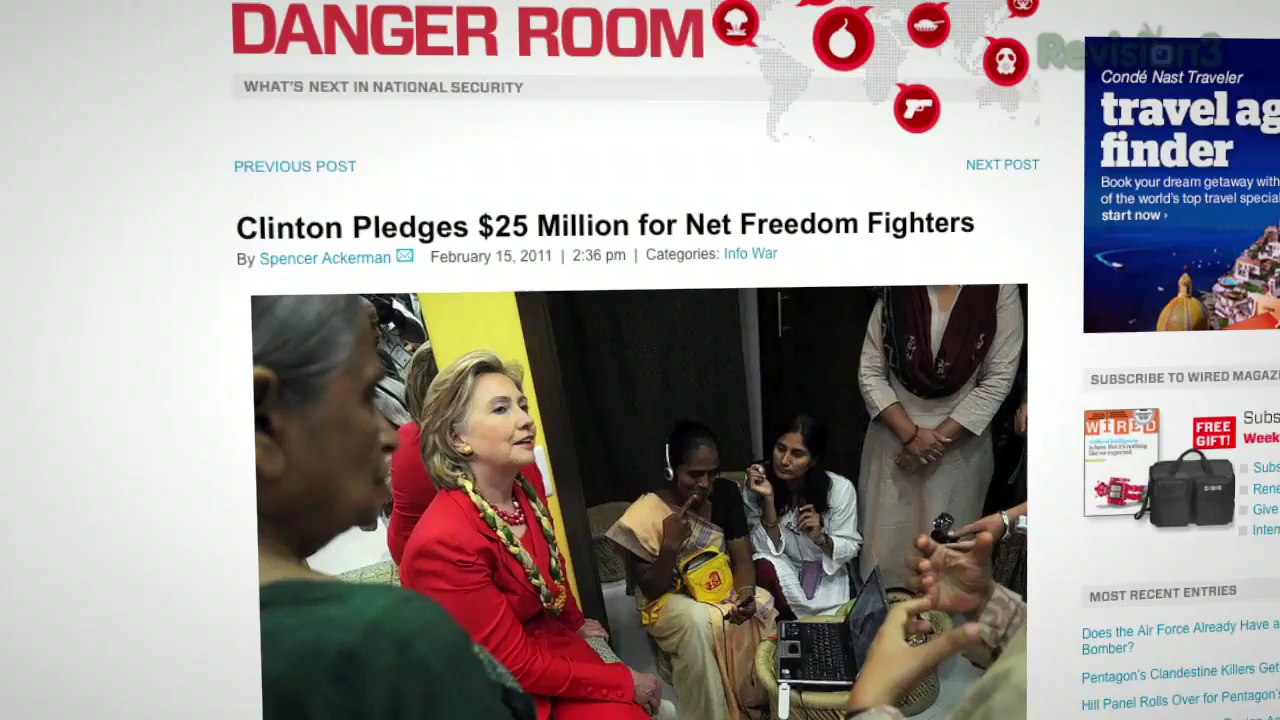 DANGER ROOM
Revision3
WHAT'S NEXT IN NATIONAL SECURITY
Condé Nast Traveler
travel ag
finder
Book your dream getaway with
of the world's top travel special
start now ›
PREVIOUS POST
NEXT POST
Clinton Pledges $25 Million for Net Freedom Fighters
By Spencer Ackerman February 15, 2011 | 2:36 pm | Categories: Info War
SUBSCRIBE TO WIRED MAGAZI
WIRED
FREE
GIFT!
Subs
Week
Subs
Rene
Give
Inter
MOST RECENT ENTRIES
Does the Air Force Already Have a
Bomber?
Pentagon's Clandestine Killers Get
Hill Panel Rolls Over for Pentagon's